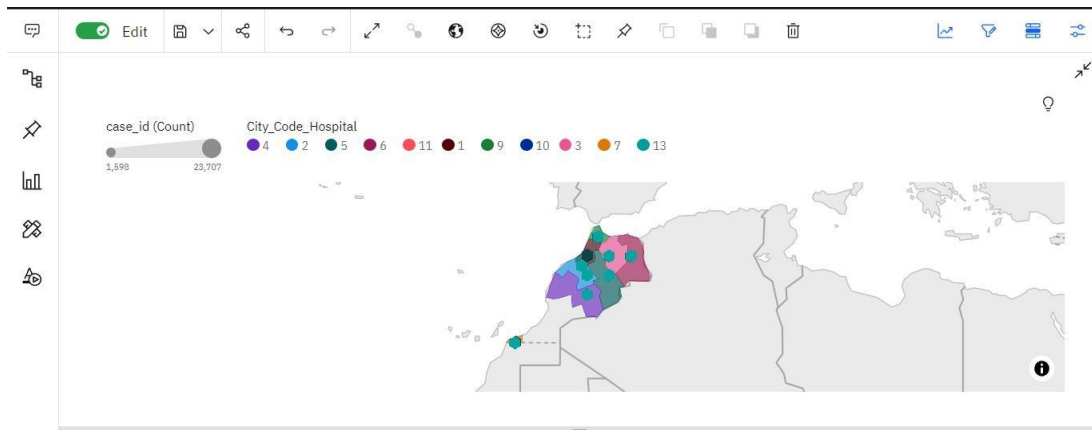 Edit
case_id (Count)
1,598 23,707
City_Code_Hospital
4 2 5 6 11 1 9 10 3 7 13